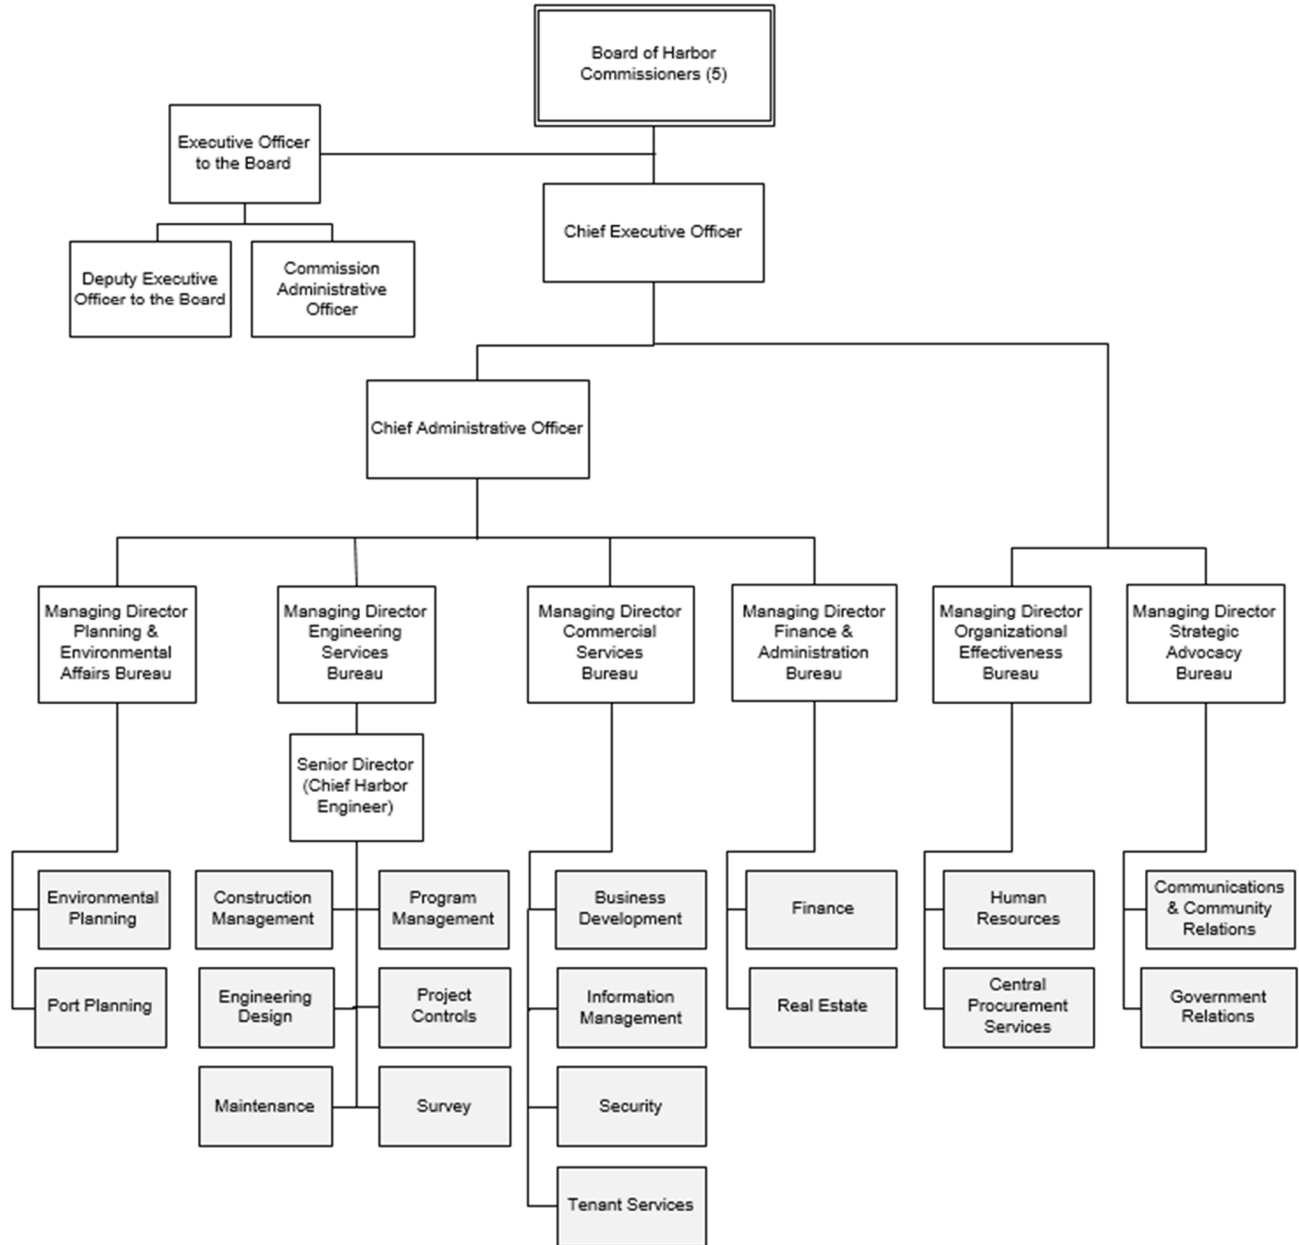 Board of Harbor
Commissioners (5)
Executive Officer
to the Board
Chief Executive Officer
Deputy Executive
Officer to the Board
Commission
Administrative
Officer
Chief Administrative Officer
Managing Director
Planning &
Environmental
Affairs Bureau
Managing Director
Engineering
Services
Bureau
Managing Director
Commercial
Services
Bureau
Managing Director
Finance &
Administration
Bureau
Managing Director
Organizational
Effectiveness
Bureau
Managing Director
Strategic
Advocacy
Bureau
Senior Director
(Chief Harbor
Engineer)
Environmental
Planning
Construction
Management
Program
Management
Business
Development
Finance
Human
Resources
Communications
& Community
Relations
Port Planning
Engineering
Design
Project
Controls
Information
Management
Real Estate
Central
Procurement
Services
Government
Relations
Maintenance
Survey
Security
Tenant Services